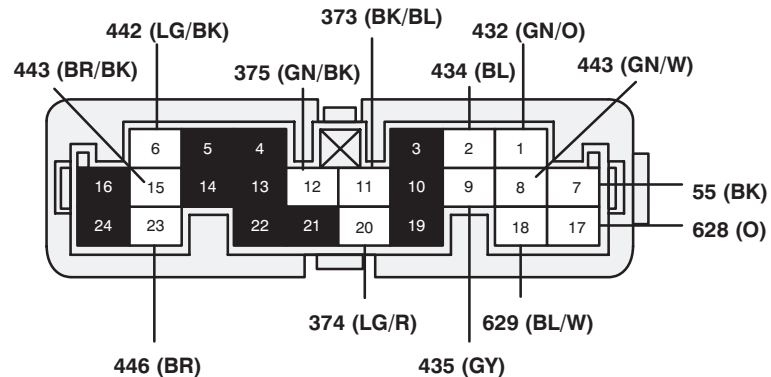 442 (LG/BK)
373 (BK/BL)
432 (GN/O)
443 (BR/BK)
375 (GN/BK)
434 (BL)
443 (GN/W)
6 5 4 3 2 1
16 15 14 13 12 11 10 9 8 7
55 (BK)
24 23 22 21 20 19 18 17
628 (O)
374 (LG/R)
629 (BL/W)
446 (BR)
435 (GY)